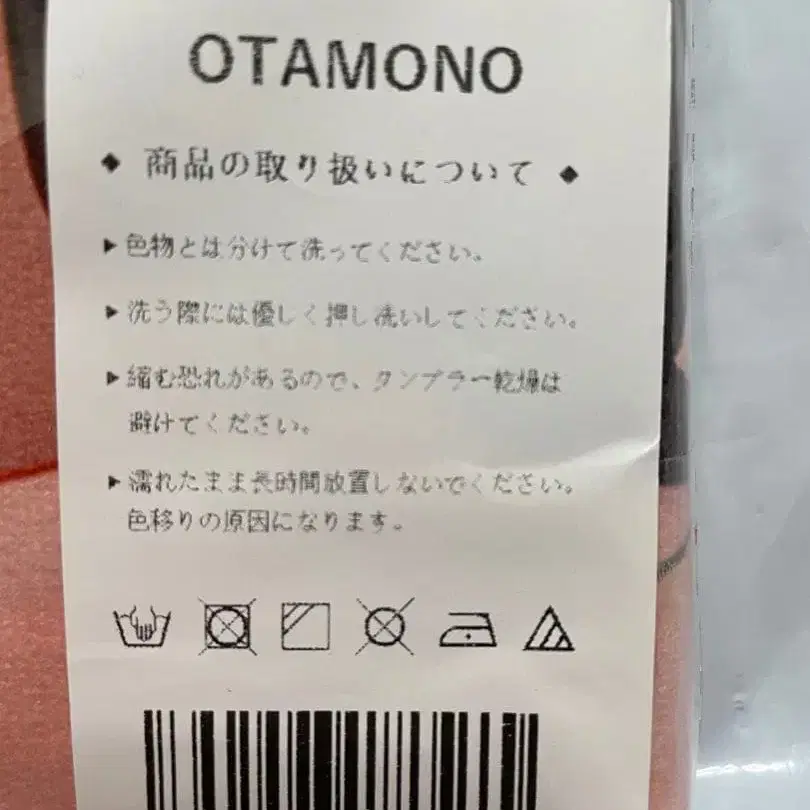 OTAMONO
◆ 商品の取り扱いについて ◆
▶ 色物とは分けて洗ってください。
▶ 洗う際には優しく押し洗いしてください。
▶ 縮む恐れがあるので、タンブラー乾燥は
避けてください。
▶ 濡れたまま長時間放置しないでください。
色移りの原因になります。